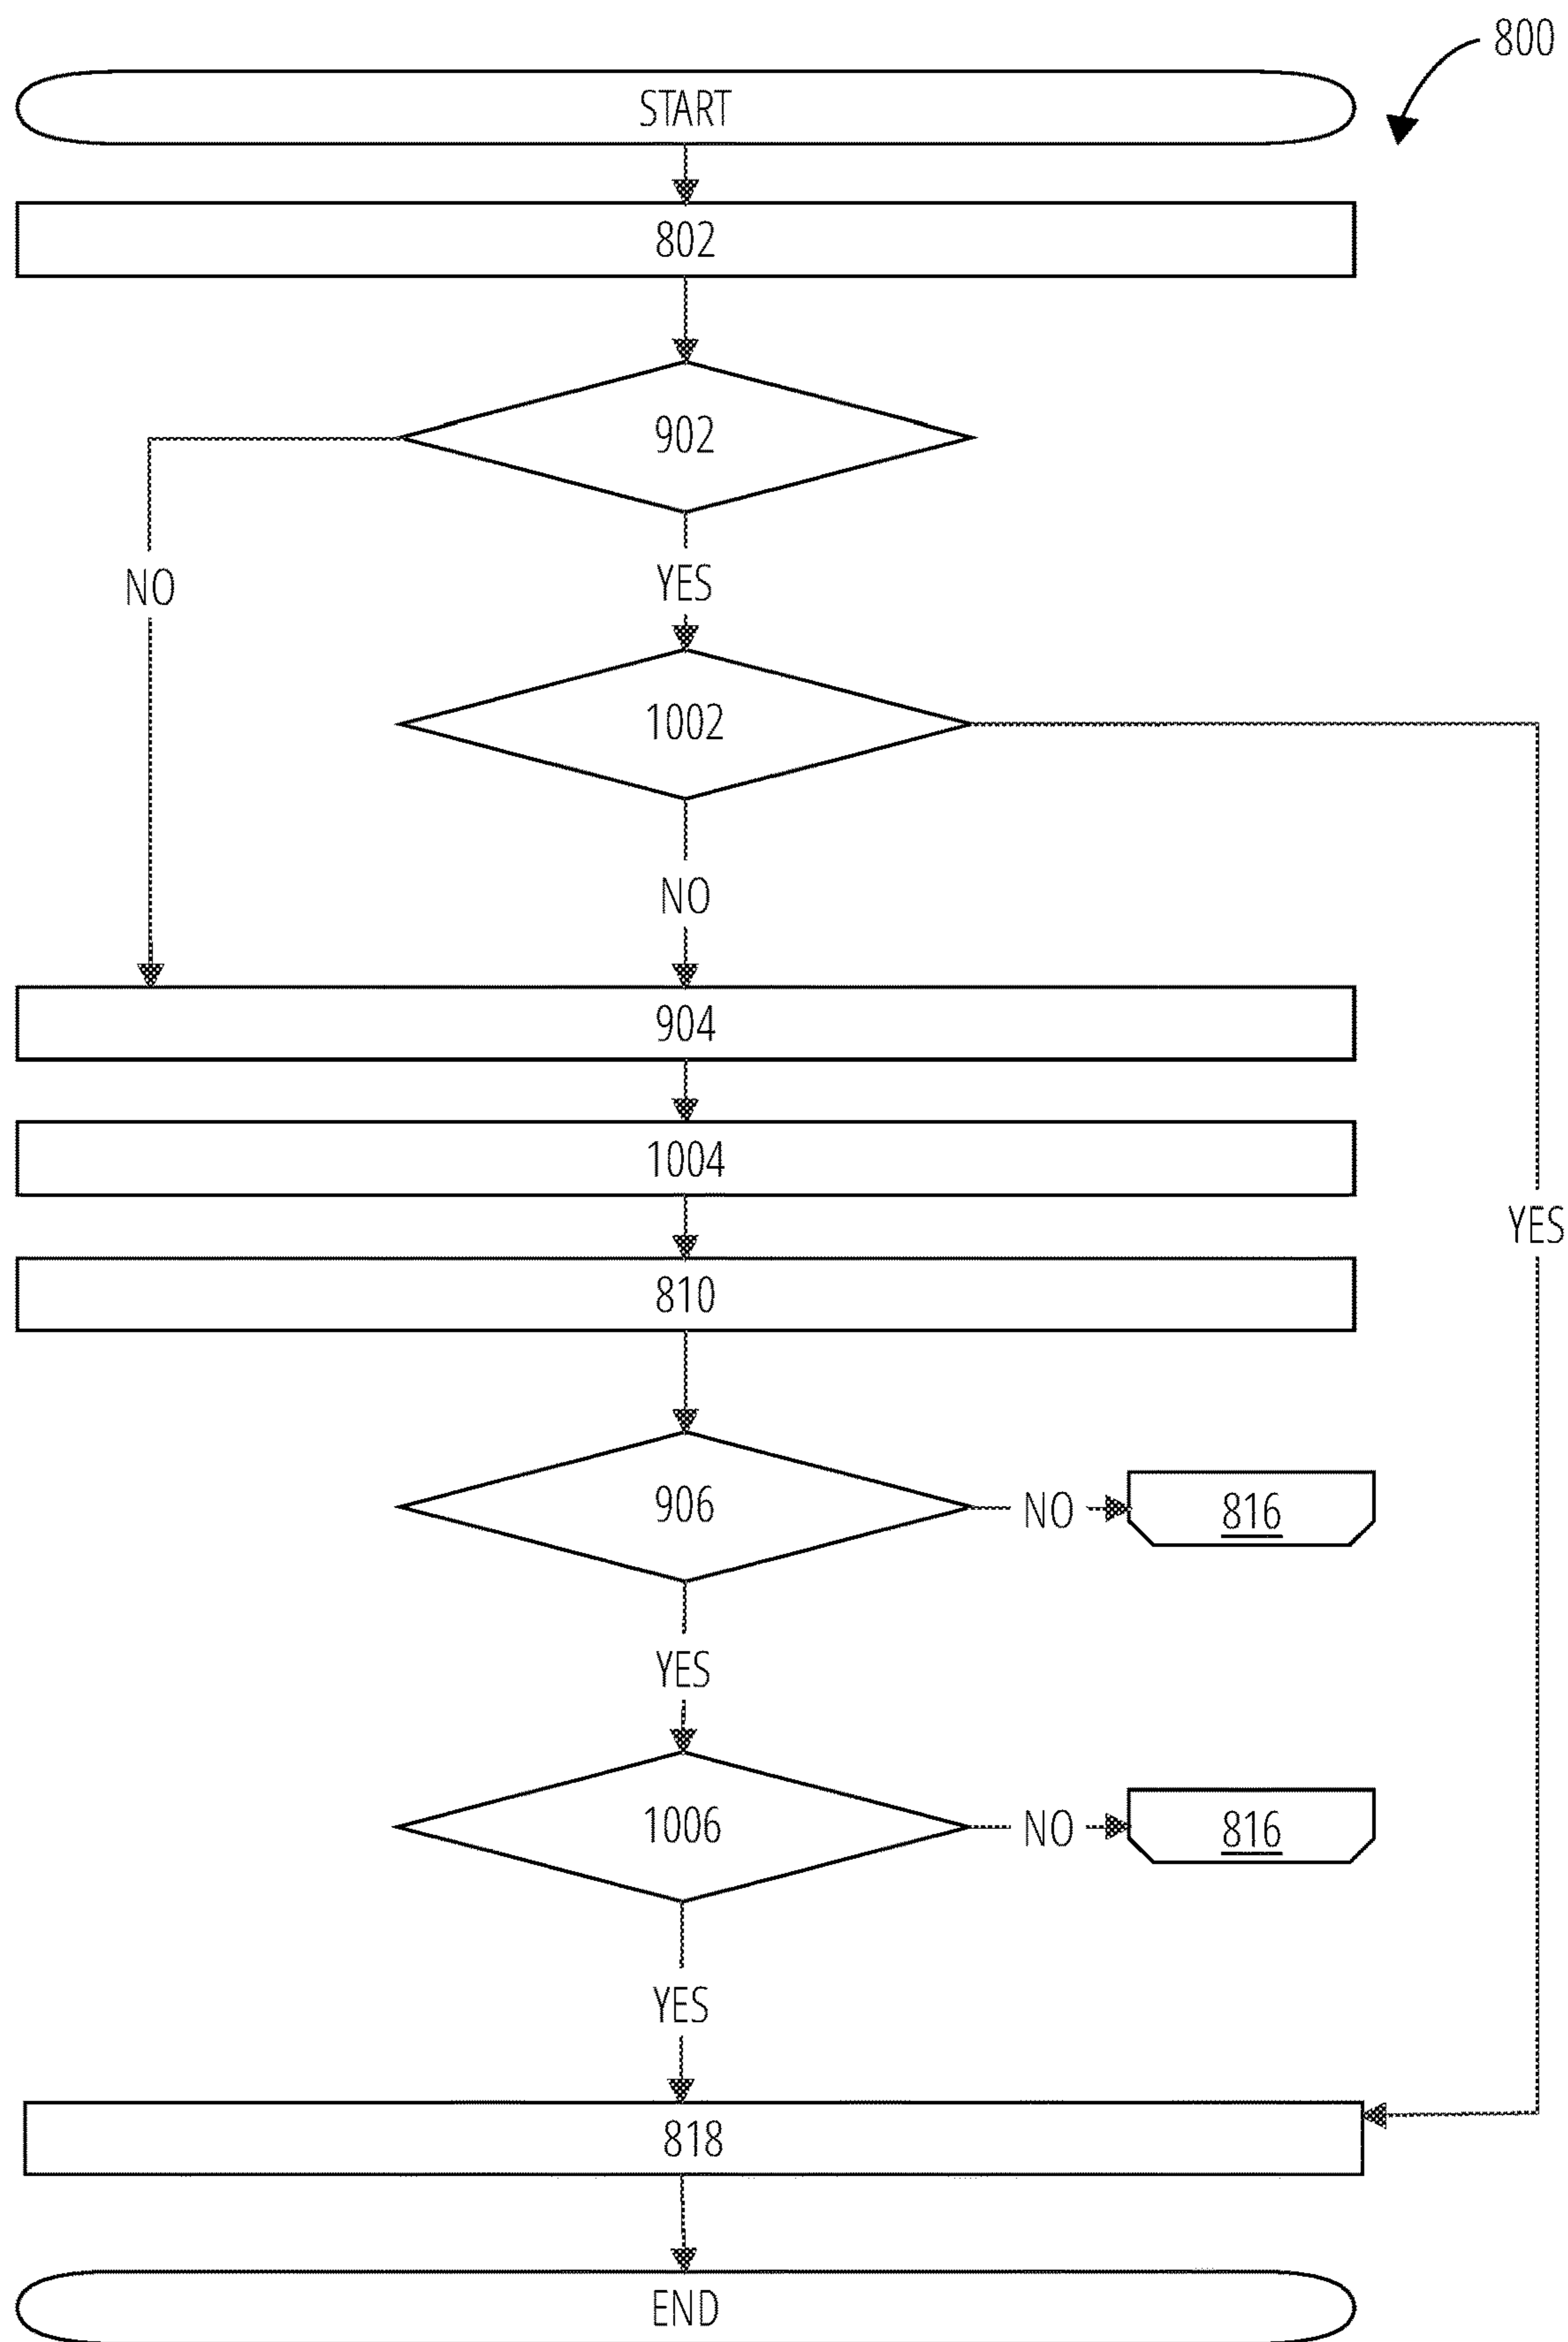 800
START
802
902
NO
YES
1002
NO
904
1004
810
YES
906
NO
816
YES
1006
NO
816
YES
818
END